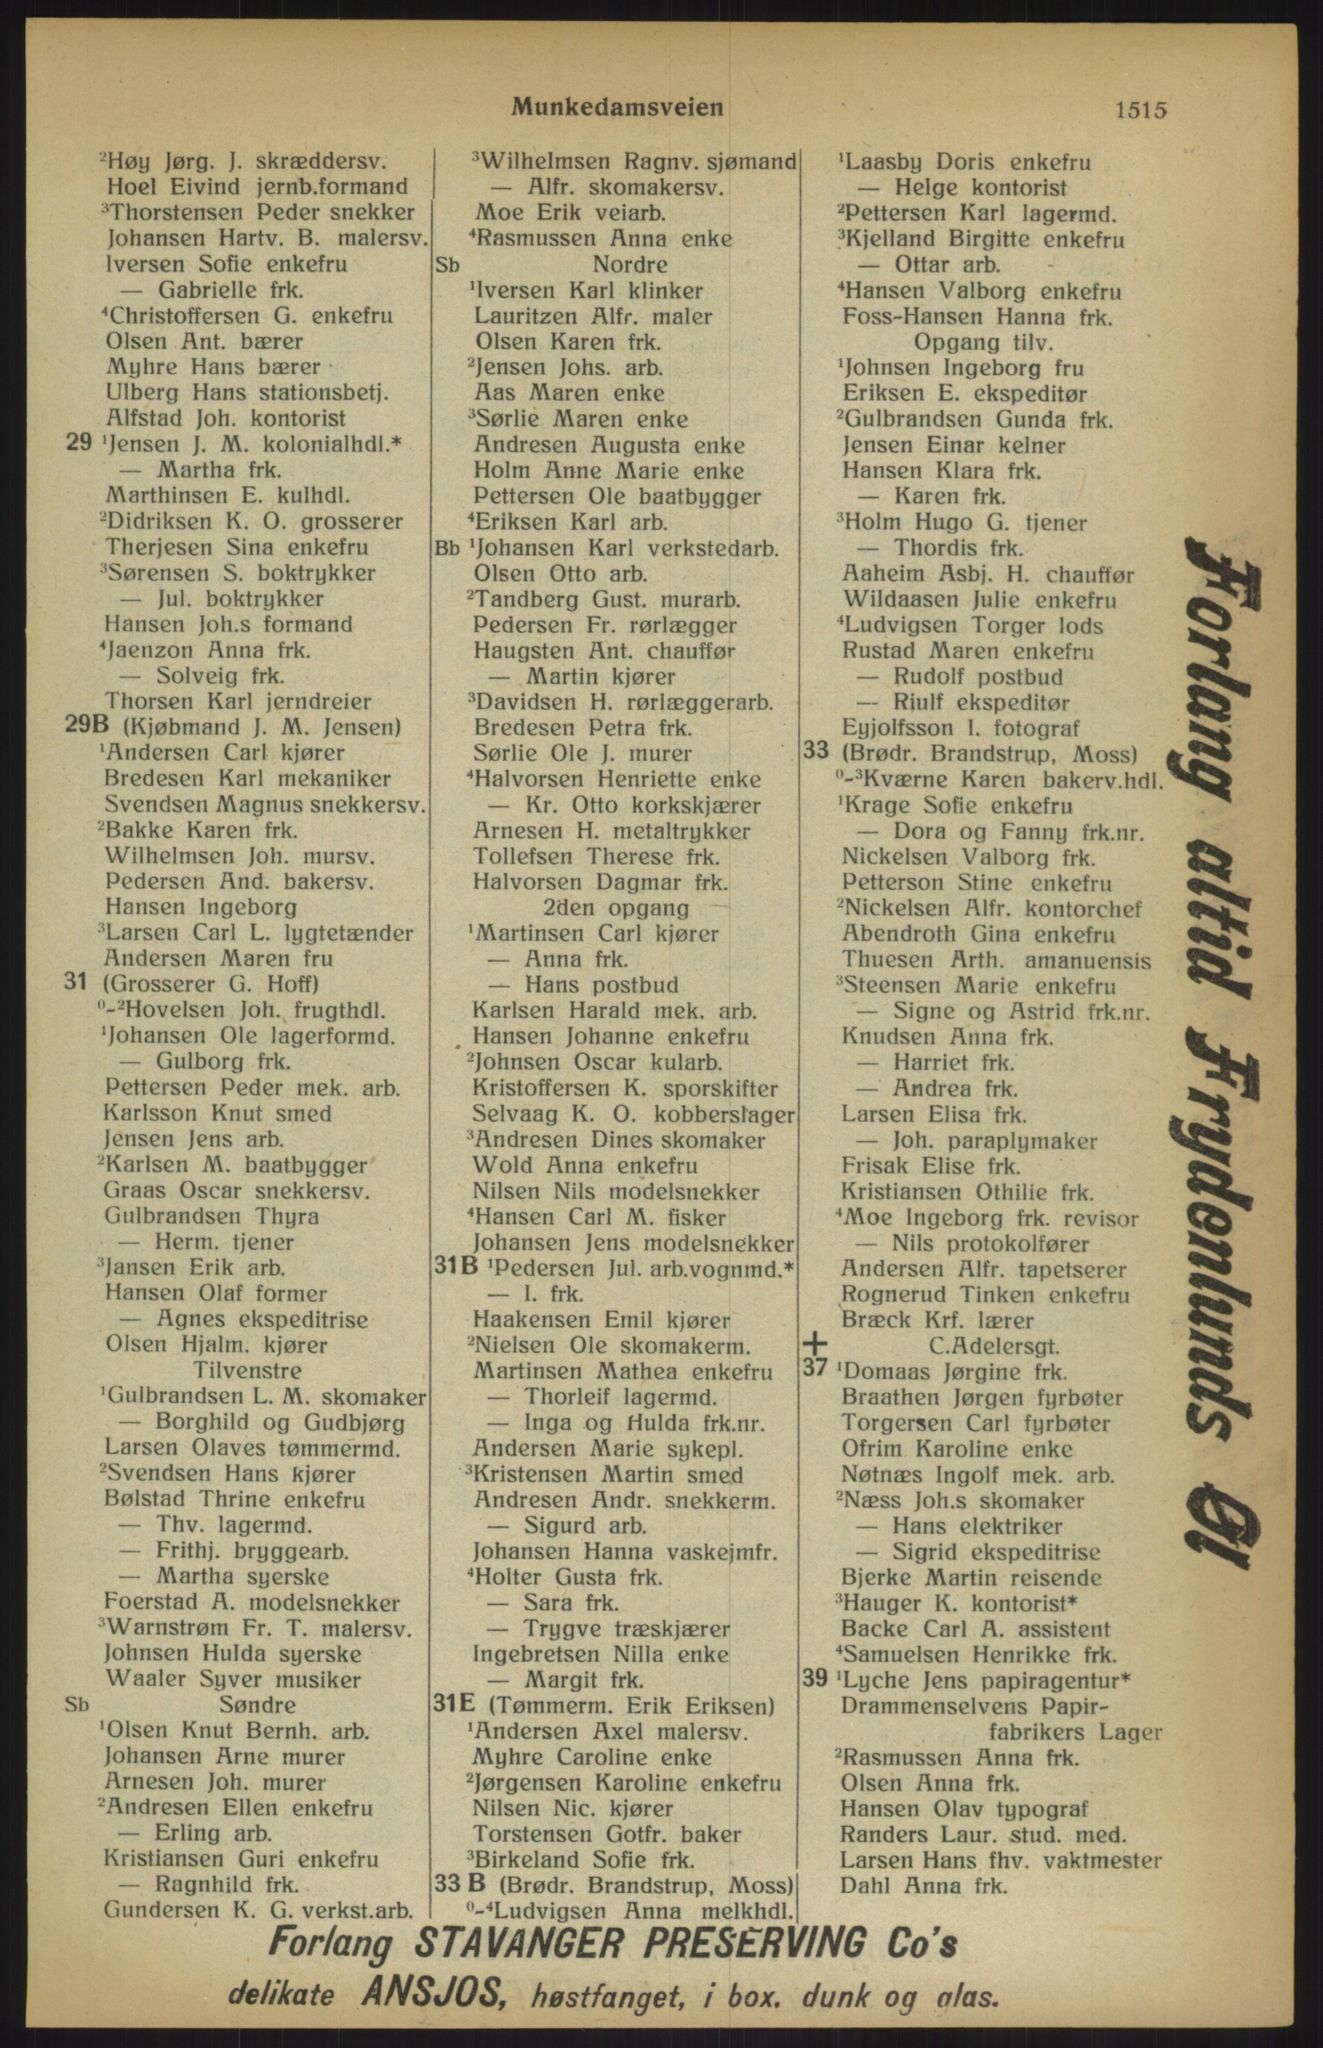 Munkedamsveien
1515
²Høy Jørg. J. skræddersv.
Hoel Eivind jernb.formand
³Thorstensen Peder snekker
Johansen Hartv. B. malersv.
Iversen Sofie enkefru
— Gabrielle frk.
⁴Christoffersen G. enkefru
Olsen Ant. bærer
Myhre Hans bærer
Ulberg Hans stationsbetj.
Alfstad Joh. kontorist
29 ¹Jensen J. M. kolonialhdl.*
— Martha frk.
Marthinsen E. kulhdl.
²Didriksen K. O. grosserer
Therjesen Sina enkefru
³Sørensen S. boktrykker
— Jul. boktrykker
Hansen Joh.s formand
⁴Jaenzon Anna frk.
— Solveig frk.
Thorsen Karl jerndreier
29B (Kjøbmand J. M. Jensen)
¹Andersen Carl kjører
Bredesen Karl mekaniker
Svendsen Magnus snekkersv.
²Bakke Karen frk.
Wilhelmsen Joh. mursv.
Pedersen And. bakersv.
Hansen Ingeborg
³Larsen Carl L. lygtetænder
Andersen Maren fru
31 (Grosserer G. Hoff)
⁰-²Hovelsen Joh. frugthdl.
¹Johansen Ole lagerformd.
— Gulborg frk.
Pettersen Peder mek. arb.
Karlsson Knut smed
Jensen Jens arb.
²Karlsen M. baatbygger
Graas Oscar snekkersv.
Gulbrandsen Thyra
— Herm. tjener
³Jansen Erik arb.
Hansen Olaf former
— Agnes ekspeditrise
Olsen Hjalm. kjører
Tilvenstre
¹Gulbrandsen L. M. skomaker
— Borghild og Gudbjørg
Larsen Olaves tømmermd.
²Svendsen Hans kjører
Bølstad Thrine enkefru
— Thv. lagermd.
— Frithj. bryggearb.
— Martha syerske
Foerstad A. modelsnekker
³Warnstrøm Fr. T. malersv.
Johnsen Hulda syerske
Waaler Syver musiker
Sb Søndre
¹Olsen Knut Bernh. arb.
Johansen Arne murer
Arnesen Joh. murer
²Andresen Ellen enkefru
— Erling arb.
Kristiansen Guri enkefru
— Ragnhild frk.
Gundersen K. G. verkst.arb.
³Wilhelmsen Ragnv. sjømand
— Alfr. skomakersv.
Moe Erik veiarb.
⁴Rasmussen Anna enke
Sb Nordre
¹Iversen Karl klinker
Lauritzen Alfr. maler
Olsen Karen frk.
²Jensen Johs. arb.
Aas Maren enke
³Sørlie Maren enke
Andresen Augusta enke
Holm Anne Marie enke
Pettersen Ole baatbygger
⁴Eriksen Karl arb.
Bb ¹Johansen Karl verkstedarb.
Olsen Otto arb.
²Tandberg Gust. murarb.
Pedersen Fr. rørlægger
Haugsten Ant. chauffør
— Martin kjører
³Davidsen H. rørlæggerarb.
Bredesen Petra frk.
Sørlie Ole J. murer
⁴Halvorsen Henriette enke
— Kr. Otto korkskjærer
Arnesen H. metaltrykker
Tollefsen Therese frk.
Halvorsen Dagmar frk.
2den opgang
¹Martinsen Carl kjører
— Anna frk.
— Hans postbud
Karlsen Harald mek. arb.
Hansen Johanne enkefru
²Johnsen Oscar kularb.
Kristoffersen K. sporskifter
Selvaag K. O. kobberslager
³Andresen Dines skomaker
Wold Anna enkefru
Nilsen Nils modelsnekker
⁴Hansen Carl M. fisker
Johansen Jens modelsnekker
31B ¹Pedersen Jul. arb.vognmd.*
— I. frk.
Haakensen Emil kjører
²Nielsen Ole skomakerm.
Martinsen Mathea enkefru
— Thorleif lagermd.
— Inga og Hulda frk.nr.
Andersen Marie sykepl.
³Kristensen Martin smed
Andresen Andr. snekkerm.
— Sigurd arb.
Johansen Hanna vaskejmfr.
⁴Holter Gusta frk.
— Sara frk.
— Trygve træskjærer
Ingebretsen Nilla enke
— Margit frk.
31E (Tømmerm. Erik Eriksen)
¹Andersen Axel malersv.
Myhre Caroline enke
²Jørgensen Karoline enkefru
Nilsen Nic. kjører
Torstensen Gotfr. baker
³Birkeland Sofie frk.
33 B (Brødr. Brandstrup, Moss)
⁰-⁴Ludvigsen Anna melkhdl.
¹Laasby Doris enkefru
— Helge kontorist
²Pettersen Karl lagermd.
³Kjelland Birgitte enkefru
— Ottar arb.
⁴Hansen Valborg enkefru
Foss-Hansen Hanna frk.
Opgang tilv.
¹Johnsen Ingeborg fru
Eriksen E. ekspeditør
²Gulbrandsen Gunda frk.
Jensen Einar kelner
Hansen Klara frk.
— Karen frk.
³Holm Hugo G. tjener
— Thordis frk.
Aaheim Asbj. H. chauffør
Wildaasen Julie enkefru
⁴Ludvigsen Torger lods
Rustad Maren enkefru
— Rudolf postbud
— Rjulf ekspeditør
Eyjolfsson I. fotograf
33 (Brødr. Brandstrup, Moss)
⁰-³Kværne Karen bakerv.hdl.
¹Krage Sofie enkefru
— Dora og Fanny frk.nr.
Nickelsen Valborg frk.
Petterson Stine enkefru
²Nickelsen Alfr. kontorchef
Abendroth Gina enkefru
Thuesen Arth. amanuensis
³Steensen Marie enkefru
— Signe og Astrid frk.nr.
Knudsen Anna frk.
— Harriet frk.
— Andrea frk.
Larsen Elisa frk.
— Joh. paraplymaker
Frisak Elise frk.
Kristiansen Othilie frk.
⁴Moe Ingeborg frk. revisor
— Nils protokolfører
Andersen Alfr. tapetserer
Rognerud Tinken enkefru
Bræck Krf. lærer
+ C.Adelersgt.
37 ¹Domaas Jørgine frk.
Braathen Jørgen fyrbøter
Torgersen Carl fyrbøter
Ofrim Karoline enke
Nøtnæs Ingolf mek. arb.
²Næss Joh.s skomaker
— Hans elektriker
— Sigrid ekspeditrise
Bjerke Martin reisende
³Hauger K. kontorist*
Backe Carl A. assistent
⁴Samuelsen Henrikke frk.
39 ¹Lyche Jens papiragentur*
Drammenselvens Papir-
fabrikers Lager
²Rasmussen Anna frk.
Olsen Anna frk.
Hansen Olav typograf
Randers Laur. stud. med.
Larsen Hans fhv. vaktmester
Dahl Anna frk.
Forlang altid Frydenlunds Øl
Forlang STAVANGER PRESERVING Co's
delikate ANSJOS, høstfanget, i box. dunk og glas.